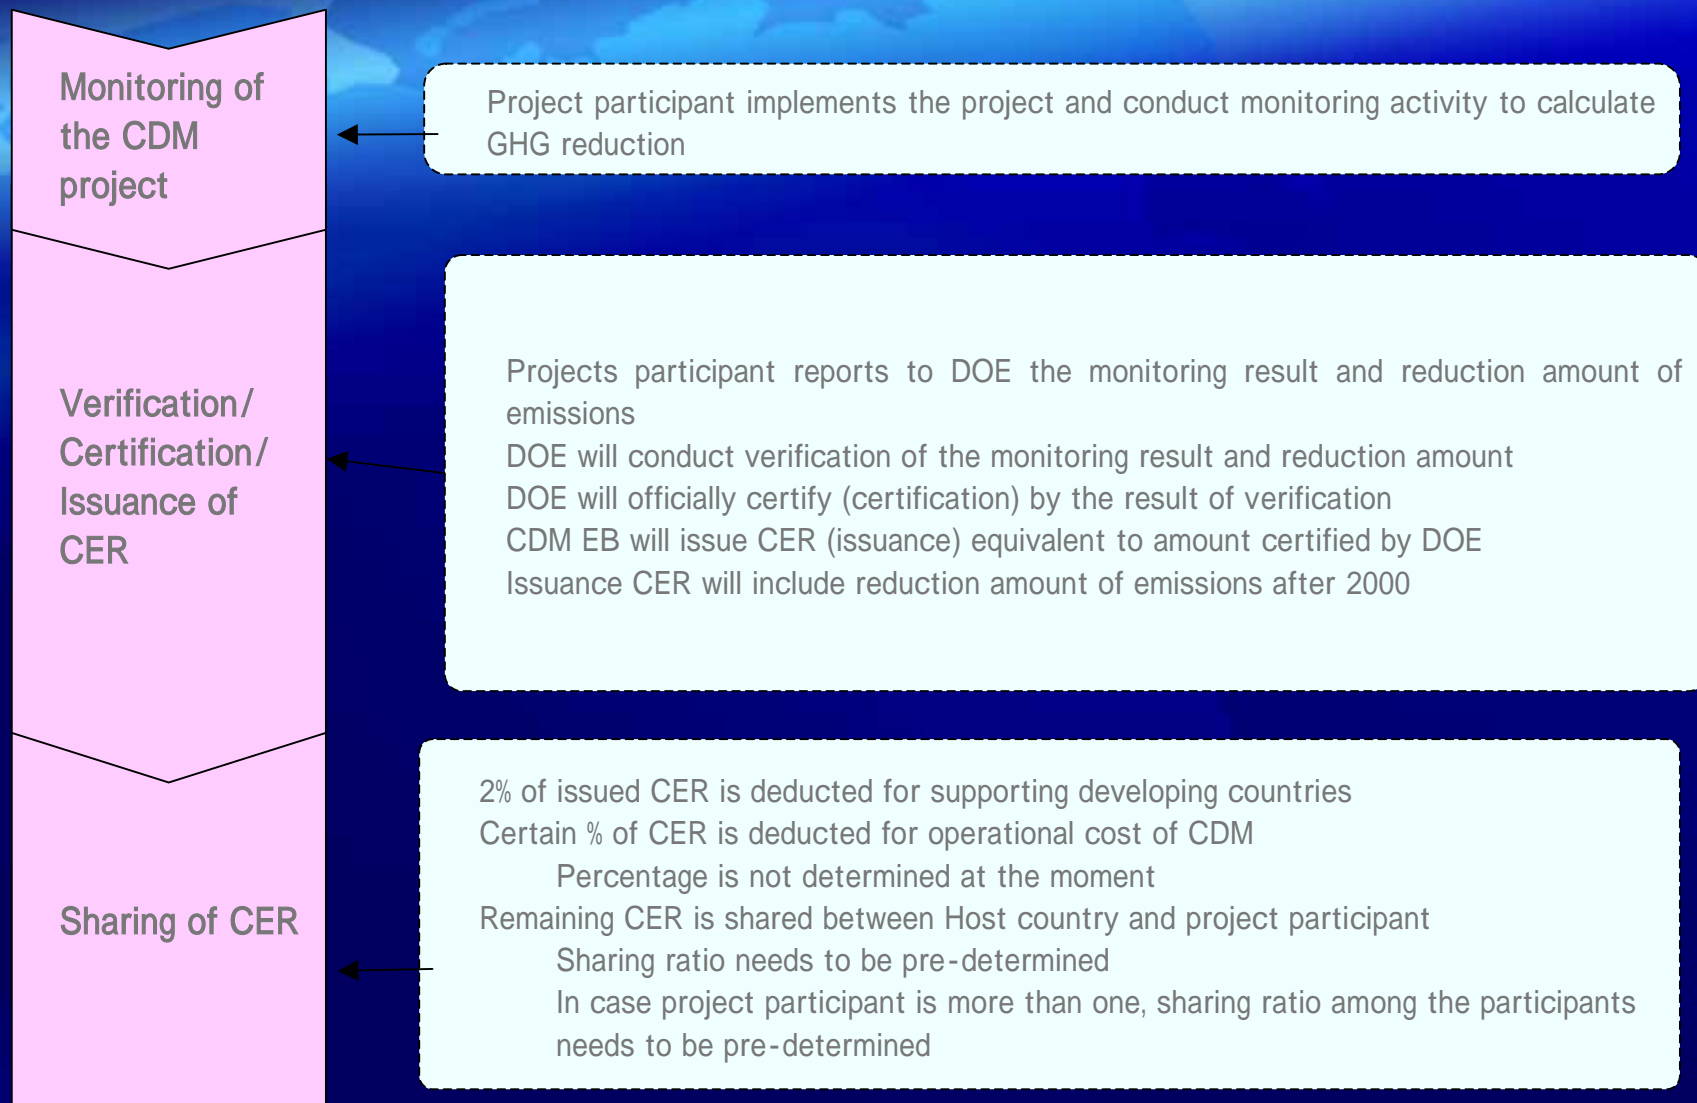 Monitoring of
the CDM
project
Project participant implements the project and conduct monitoring activity to calculate
GHG reduction
Verification/
Certification/
Issuance of
CER
Projects participant reports to DOE the monitoring result and reduction amount of
emissions
DOE will conduct verification of the monitoring result and reduction amount
DOE will officially certify (certification) by the result of verification
CDM EB will issue CER (issuance) equivalent to amount certified by DOE
Issuance CER will include reduction amount of emissions after 2000
Sharing of CER
2% of issued CER is deducted for supporting developing countries
Certain % of CER is deducted for operational cost of CDM
Percentage is not determined at the moment
Remaining CER is shared between Host country and project participant
Sharing ratio needs to be pre-determined
In case project participant is more than one, sharing ratio among the participants
needs to be pre-determined